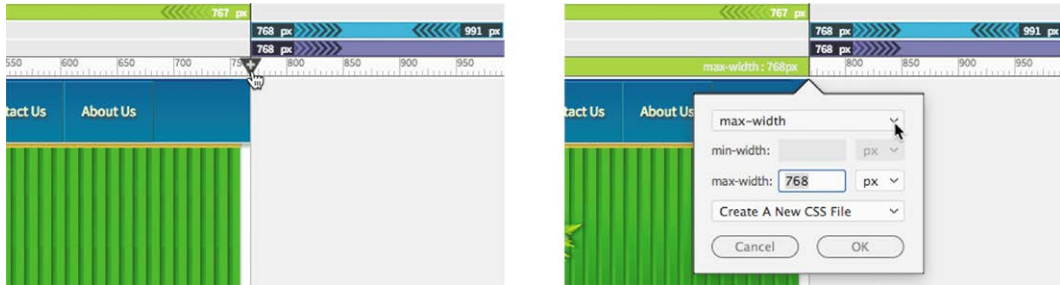 767 px
768 px 991 px
768 px
550 600 650 700 800 850 900 950
tact Us About Us
767 px
768 px 991 px
768 px
max-width : 768px 800 850 900 950
tact Us About Us
max-width
min-width: px
max-width: 768 px
Create A New CSS File
Cancel OK